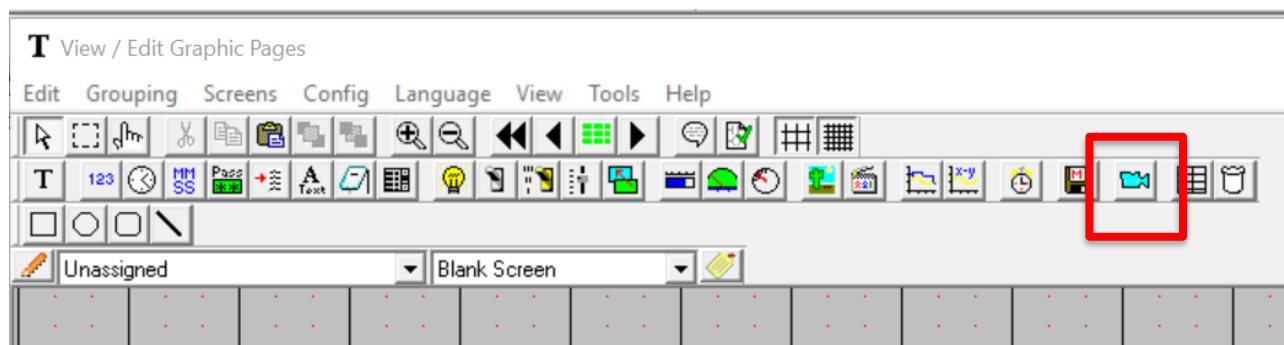 T View / Edit Graphic Pages
Edit Grouping Screens Config Language View Tools Help
T 123 MM SS Pass ** A Text X-Y M
Unassigned Blank Screen